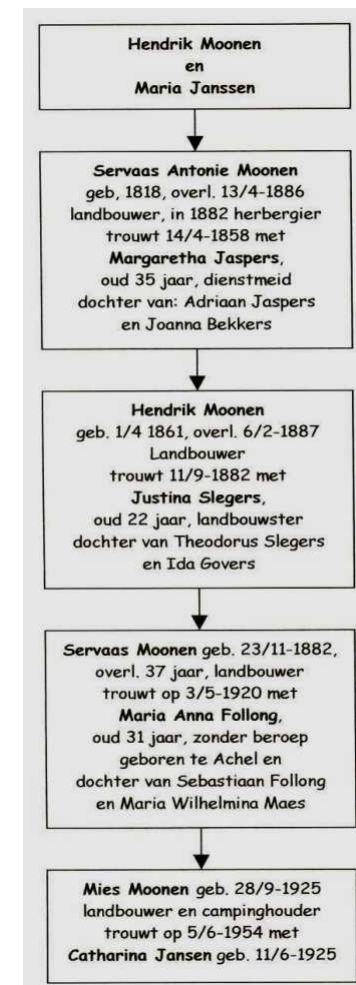 Hendrik Moonen
en
Maria Janssen
Servaas Antonie Moonen
geb, 1818, overl. 13/4-1886
landbouwer, in 1882 herbergier
trouwt 14/4-1858 met
Margaretha Jaspers,
oud 35 jaar, dienstmeid
dochter van: Adriaan Jaspers
en Joanna Bekkers
Hendrik Moonen
geb. 1/4 1861, overl. 6/2-1887
Landbouwer
trouwt 11/9-1882 met
Justina Slegers,
oud 22 jaar, landbouwster
dochter van Theodorus Slegers
en Ida Govers
Servaas Moonen geb. 23/11-1882,
overl. 37 jaar, landbouwer
trouwt op 3/5-1920 met
Maria Anna Follong,
oud 31 jaar, zonder beroep
geboren te Achel en
dochter van Sebastiaan Follong
en Maria Wilhelmina Maes
Mies Moonen geb. 28/9-1925
landbouwer en campinghouder
trouwt op 5/6-1954 met
Catharina Jansen geb. 11/6-1925